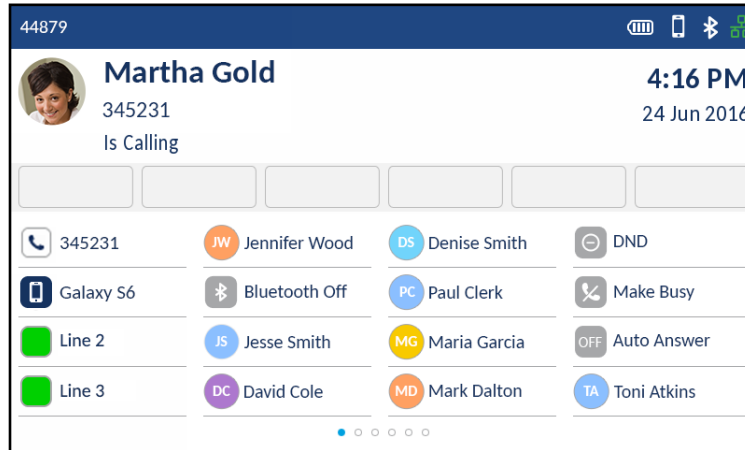 44879
Martha Gold
345231
Is Calling
4:16 PM
24 Jun 2016
345231
JW Jennifer Wood
DS Denise Smith
DND
Galaxy S6
Bluetooth Off
PC Paul Clerk
Make Busy
Line 2
JS Jesse Smith
MG Maria Garcia
OFF Auto Answer
Line 3
DC David Cole
MD Mark Dalton
TA Toni Atkins